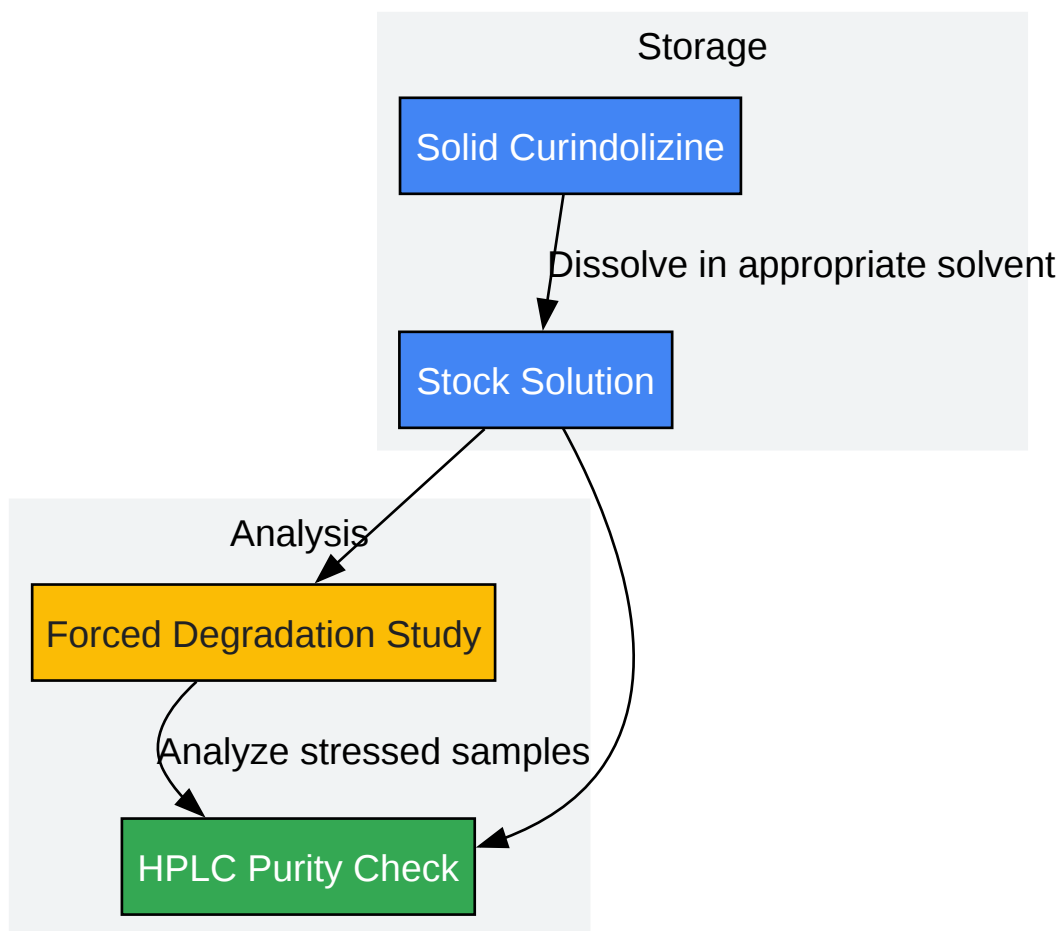 Storage
Solid Curindolizine
Dissolve in appropriate solvent
Stock Solution
Analysis
Forced Degradation Study
Analyze stressed samples
HPLC Purity Check